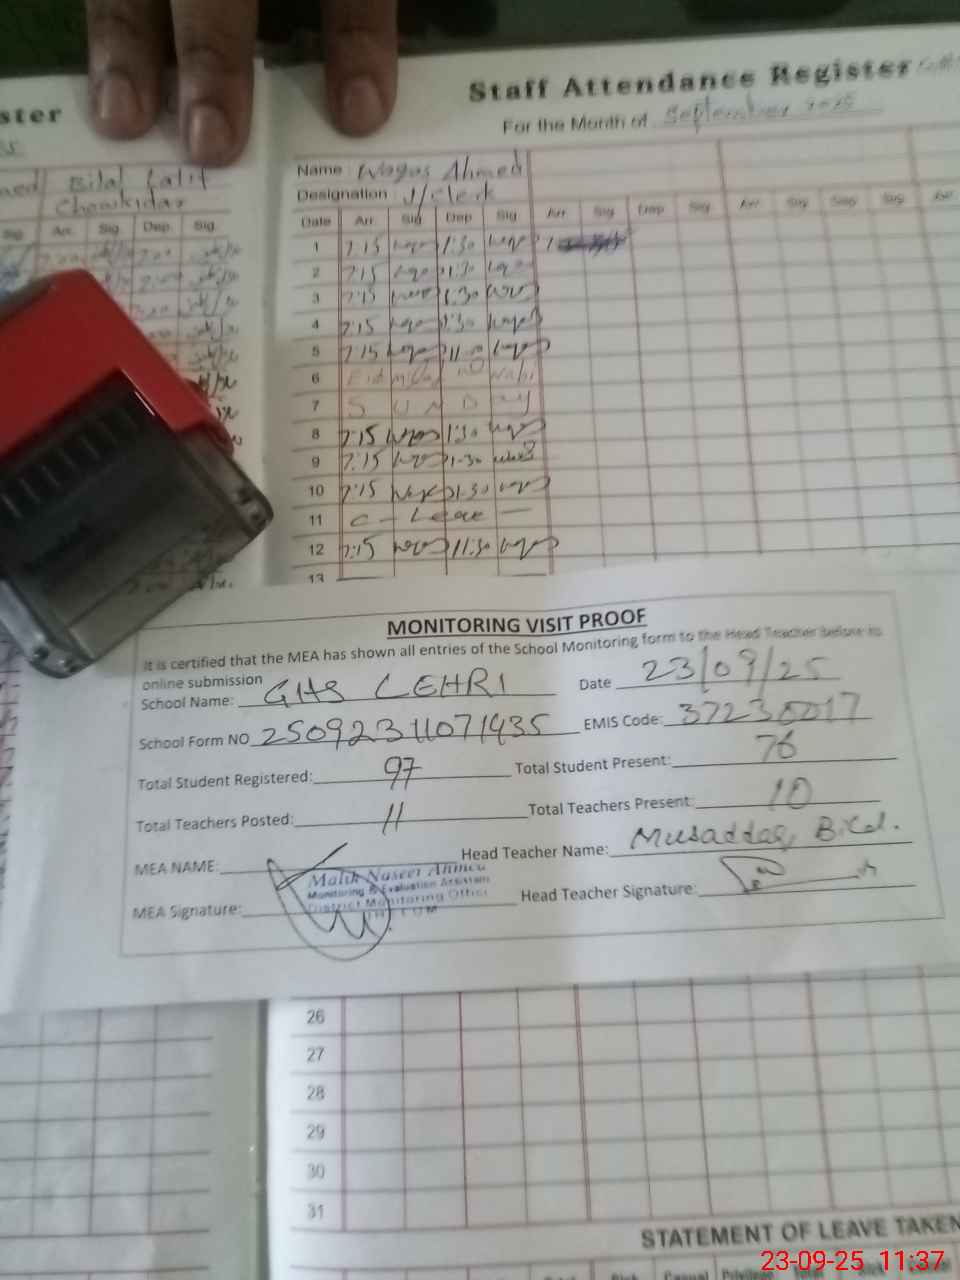 ster
Staff Attendance Register
For the Month of September 2025
Bilal Latif
Chowkidar
Sig Arr. Sig. Dep. Sig.
Name Waqas Ahmed
Designation J/Clerk
Date Arr. Sig Dep Sig. Arr Sig Dep Sig Arr Sig Dep Sig Arr
1 7:15 1:30
2 7:15 1:30
3 7:15 1:30
4 7:15 1:30
5 7:15 11
6 Eid Milad un Nabi
7 S U N D A Y
8 7:15 1:30
9 7:15 1-30
10 7:15 1:30
11 C - Leave —
12 7:15 11:30
13
MONITORING VISIT PROOF
It is certified that the MEA has shown all entries of the School Monitoring form to the Head Teacher before its
online submission
School Name: GHS LEHRI Date 23/09/25
School Form NO 25092311071435 EMIS Code: 37230017
Total Student Registered: 97 Total Student Present: 76
Total Teachers Posted: 11 Total Teachers Present: 10
MEA NAME: Head Teacher Name: Musaddaq Bilal.
Malik Naseer Ahmed
Monitoring & Evaluation Assistant
District Monitoring Office
JHELUM
MEA Signature: Head Teacher Signature:
26
27
28
29
30
31
STATEMENT OF LEAVE TAKEN
23-09-25 11:37